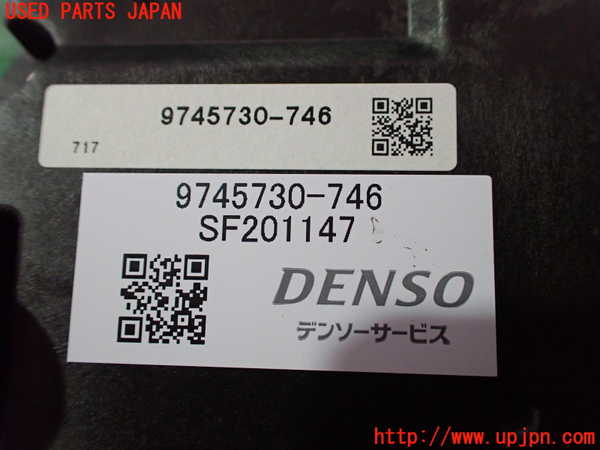 USED PARTS JAPAN
9745730-746
717
9745730-746
SF201147
DENSO
デンソーサービス
http://www.upjpn.com/